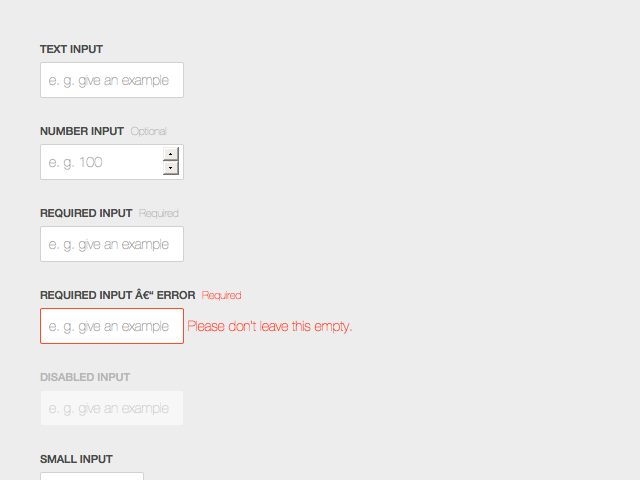 TEXT INPUT
e. g. give an example
NUMBER INPUT Optional
e. g. 100
REQUIRED INPUT Required
e. g. give an example
REQUIRED INPUT Â€“ ERROR Required
e. g. give an example Please don't leave this empty.
DISABLED INPUT
e. g. give an example
SMALL INPUT